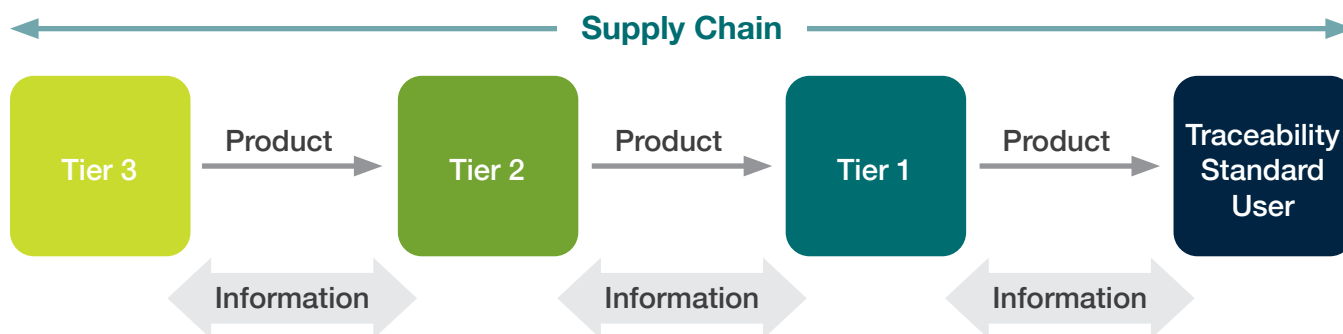 Supply Chain
Tier 3
Product
Tier 2
Product
Tier 1
Product
Traceability
Standard
User
Information
Information
Information